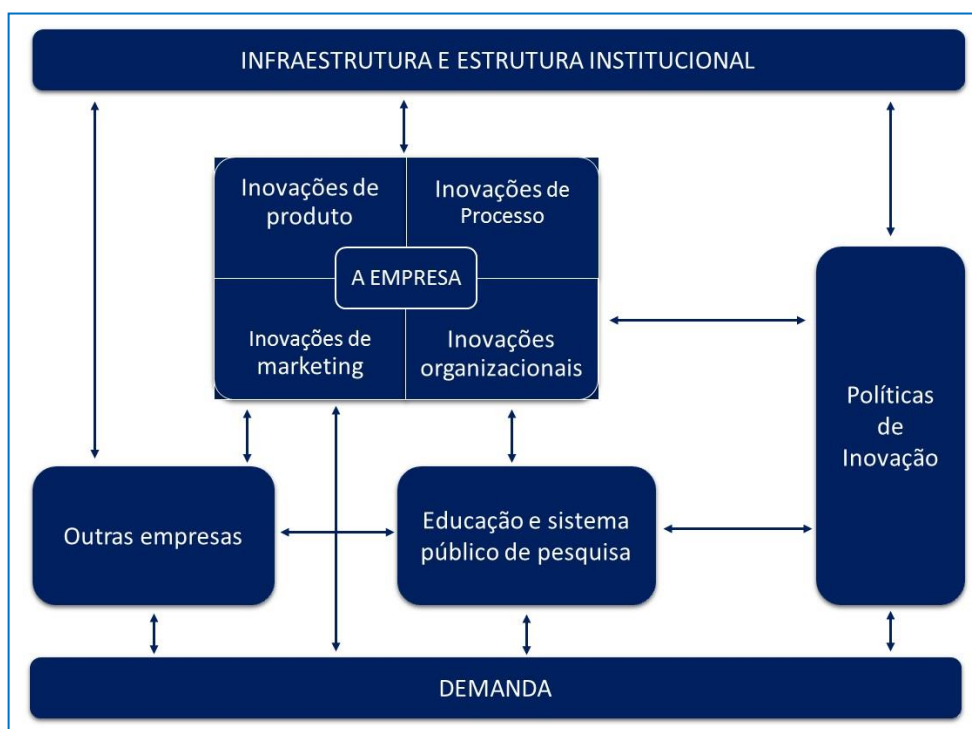 INFRAESTRUTURA E ESTRUTURA INSTITUCIONAL
Inovações de
produto
Inovações de
Processo
A EMPRESA
Inovações de
marketing
Inovações
organizacionais
Políticas
de
Inovação
Outras empresas
Educação e sistema
público de pesquisa
DEMANDA